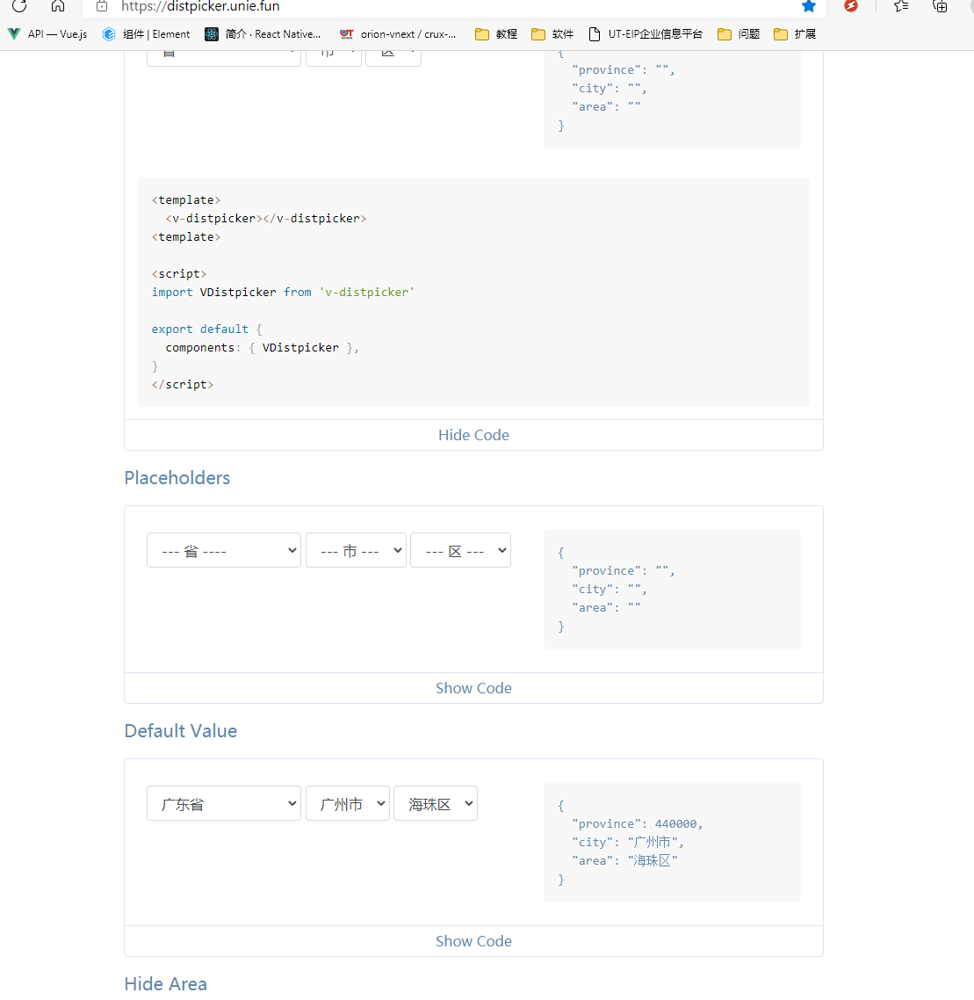 https://distpicker.unie.fun
API — Vue.js 组件 | Element 简介 · React Native... orion-vnext / crux-... 教程 软件 UT-EIP企业信息平台 问题 扩展
省 市 区
{
"province": "",
"city": "",
"area": ""
}
<template>
<v-distpicker></v-distpicker>
<template>
<script>
import VDistpicker from 'v-distpicker'
export default {
components: { VDistpicker },
}
</script>
Hide Code
Placeholders
--- 省 ---- --- 市 --- --- 区 ---
{
"province": "",
"city": "",
"area": ""
}
Show Code
Default Value
广东省 广州市 海珠区
{
"province": 440000,
"city": "广州市",
"area": "海珠区"
}
Show Code
Hide Area